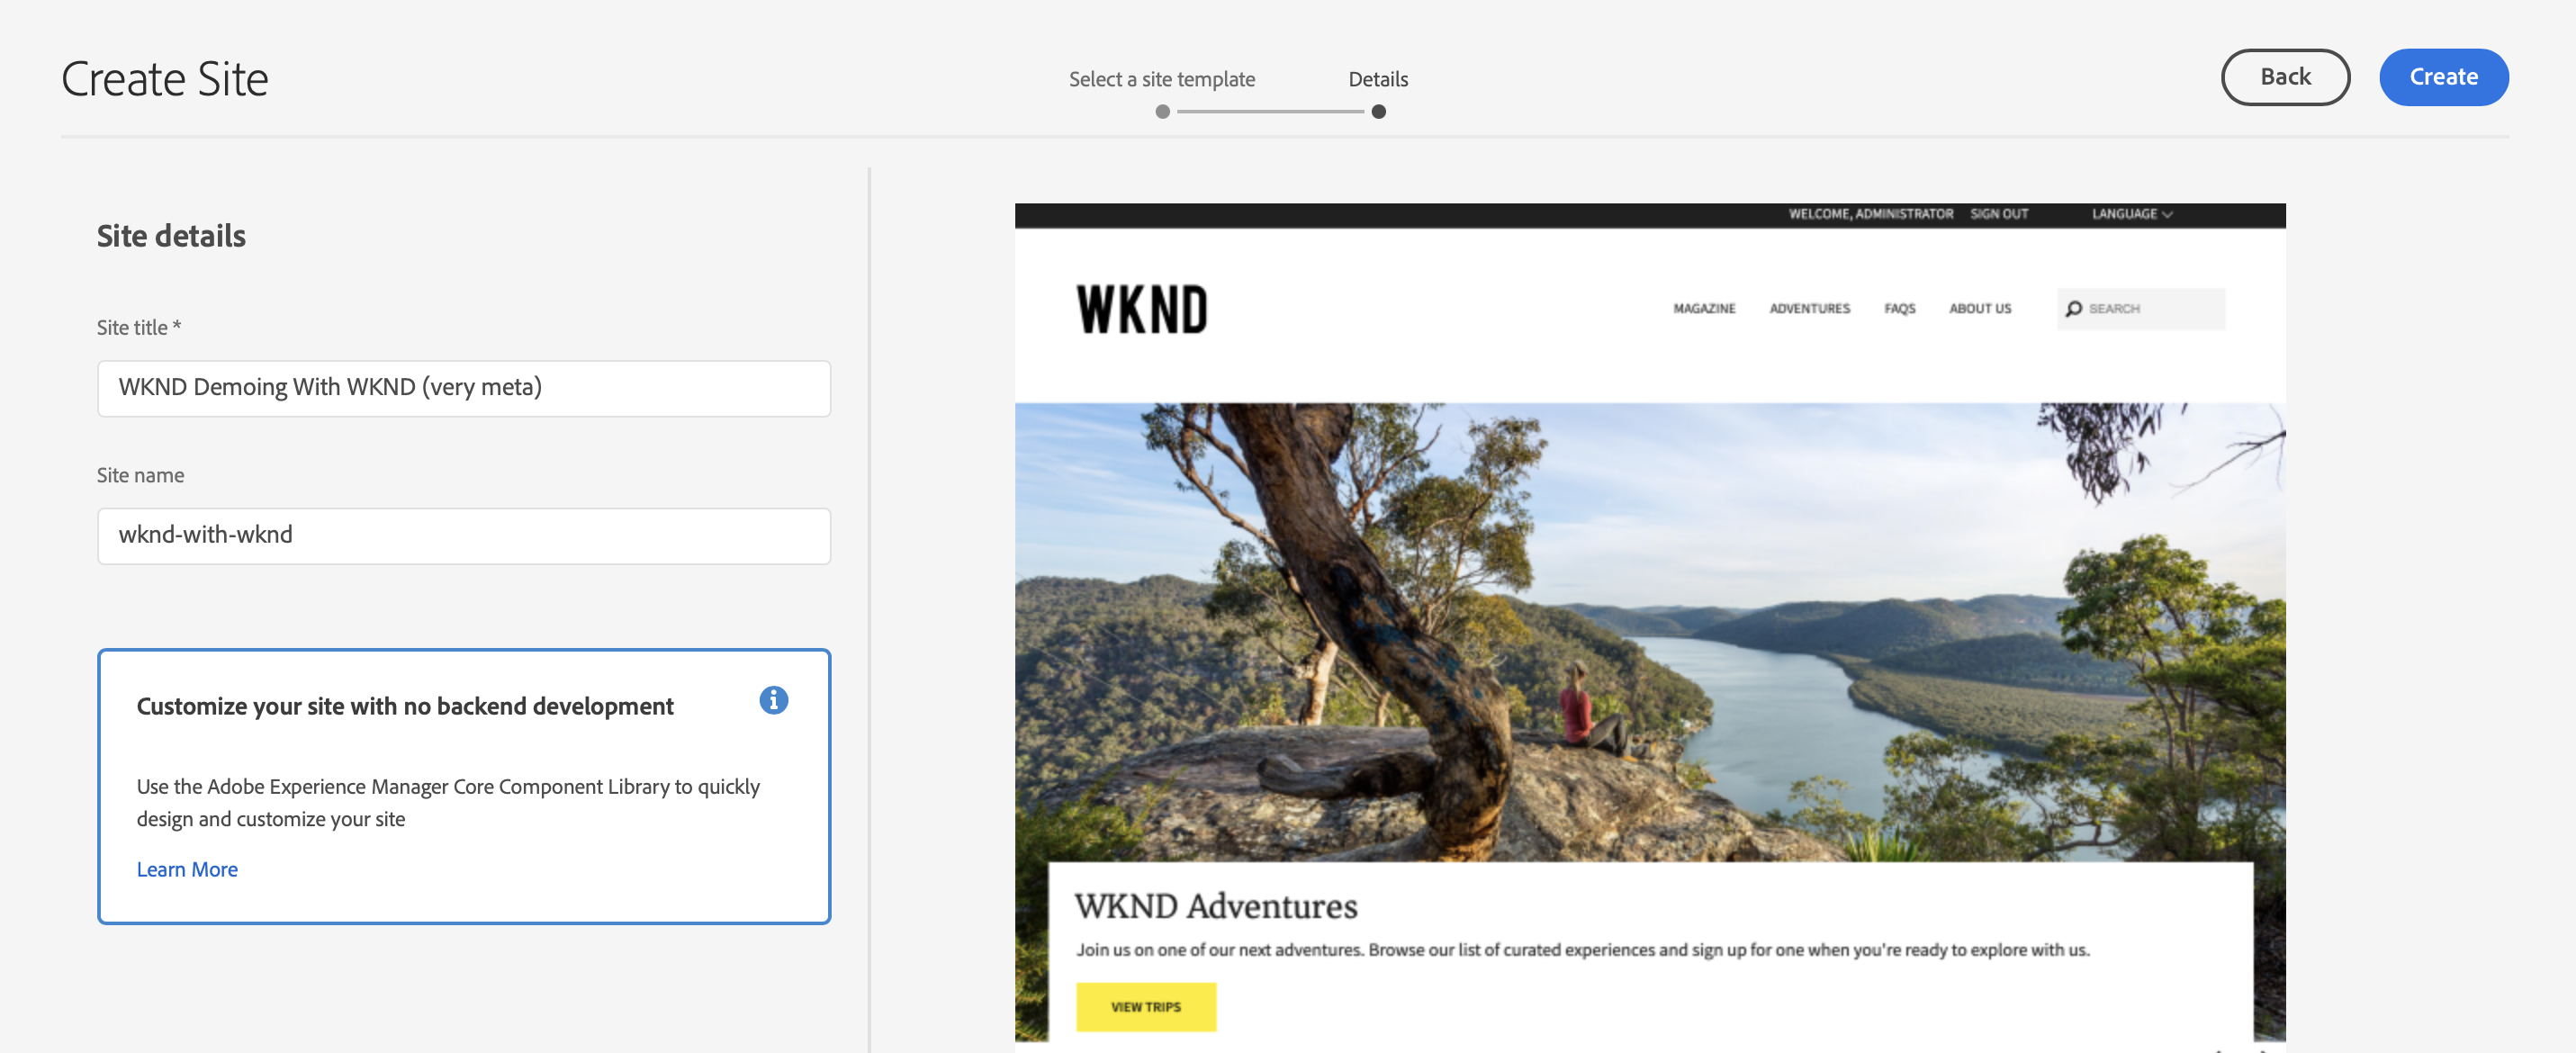 Create Site
Select a site template
Details
Back
Create
Site details
Site title *
WKND Demoing With WKND (very meta)
Site name
wknd-with-wknd
Customize your site with no backend development
Use the Adobe Experience Manager Core Component Library to quickly
design and customize your site
Learn More
WELCOME, ADMINISTRATOR
SIGN OUT
LANGUAGE
WKND
MAGAZINE
ADVENTURES
FAQS
ABOUT US
SEARCH
WKND Adventures
Join us on one of our next adventures. Browse our list of curated experiences and sign up for one when you're ready to explore with us.
VIEW TRIPS